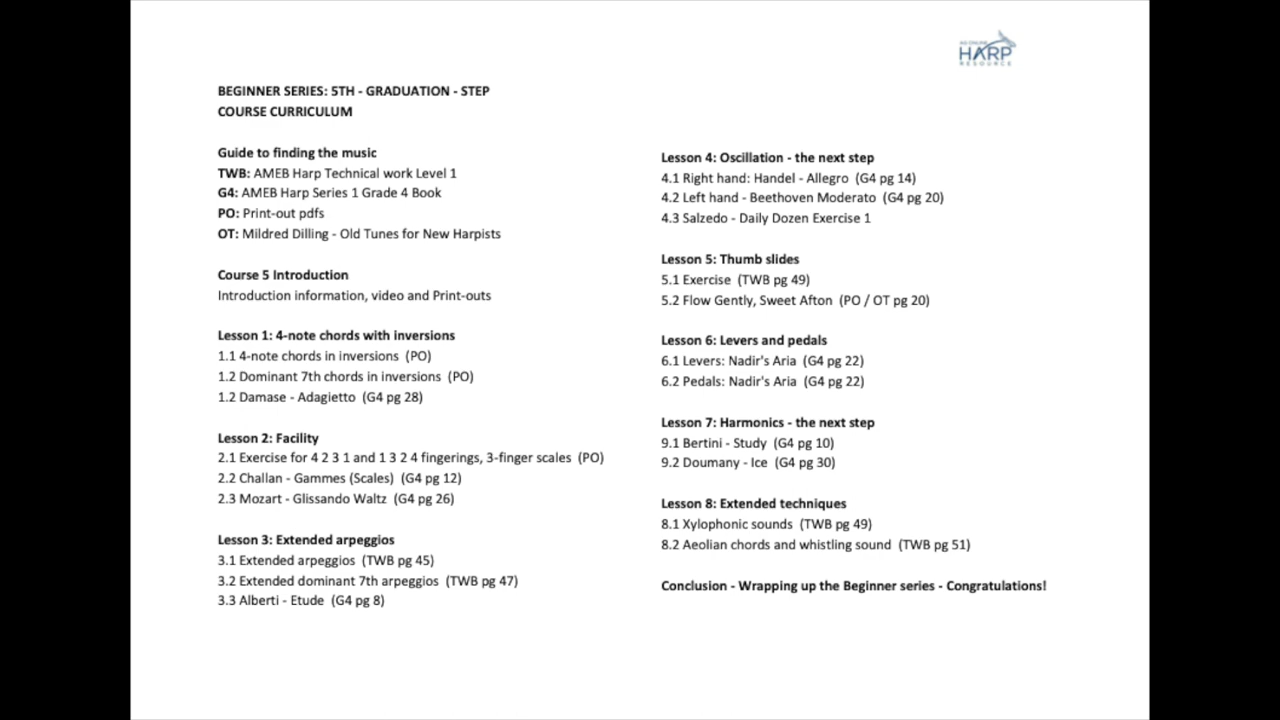 HARP
RESOURCE
BEGINNER SERIES: 5TH - GRADUATION - STEP
COURSE CURRICULUM
Guide to finding the music
TWB: AMEB Harp Technical work Level 1
G4: AMEB Harp Series 1 Grade 4 Book
PO: Print-out pdfs
OT: Mildred Dilling - Old Tunes for New Harpists
Course 5 Introduction
Introduction information, video and Print-outs
Lesson 1: 4-note chords with inversions
1.1 4-note chords in inversions (PO)
1.2 Dominant 7th chords in inversions (PO)
1.2 Damase - Adagietto (G4 pg 28)
Lesson 2: Facility
2.1 Exercise for 4 2 3 1 and 1 3 2 4 fingerings, 3-finger scales (PO)
2.2 Challan - Gammes (Scales) (G4 pg 12)
2.3 Mozart - Glissando Waltz (G4 pg 26)
Lesson 3: Extended arpeggios
3.1 Extended arpeggios (TWB pg 45)
3.2 Extended dominant 7th arpeggios (TWB pg 47)
3.3 Alberti - Etude (G4 pg 8)
Lesson 4: Oscillation - the next step
4.1 Right hand: Handel - Allegro (G4 pg 14)
4.2 Left hand - Beethoven Moderato (G4 pg 20)
4.3 Salzedo - Daily Dozen Exercise 1
Lesson 5: Thumb slides
5.1 Exercise (TWB pg 49)
5.2 Flow Gently, Sweet Afton (PO / OT pg 20)
Lesson 6: Levers and pedals
6.1 Levers: Nadir's Aria (G4 pg 22)
6.2 Pedals: Nadir's Aria (G4 pg 22)
Lesson 7: Harmonics - the next step
9.1 Bertini - Study (G4 pg 10)
9.2 Doumany - Ice (G4 pg 30)
Lesson 8: Extended techniques
8.1 Xylophonic sounds (TWB pg 49)
8.2 Aeolian chords and whistling sound (TWB pg 51)
Conclusion - Wrapping up the Beginner series - Congratulations!